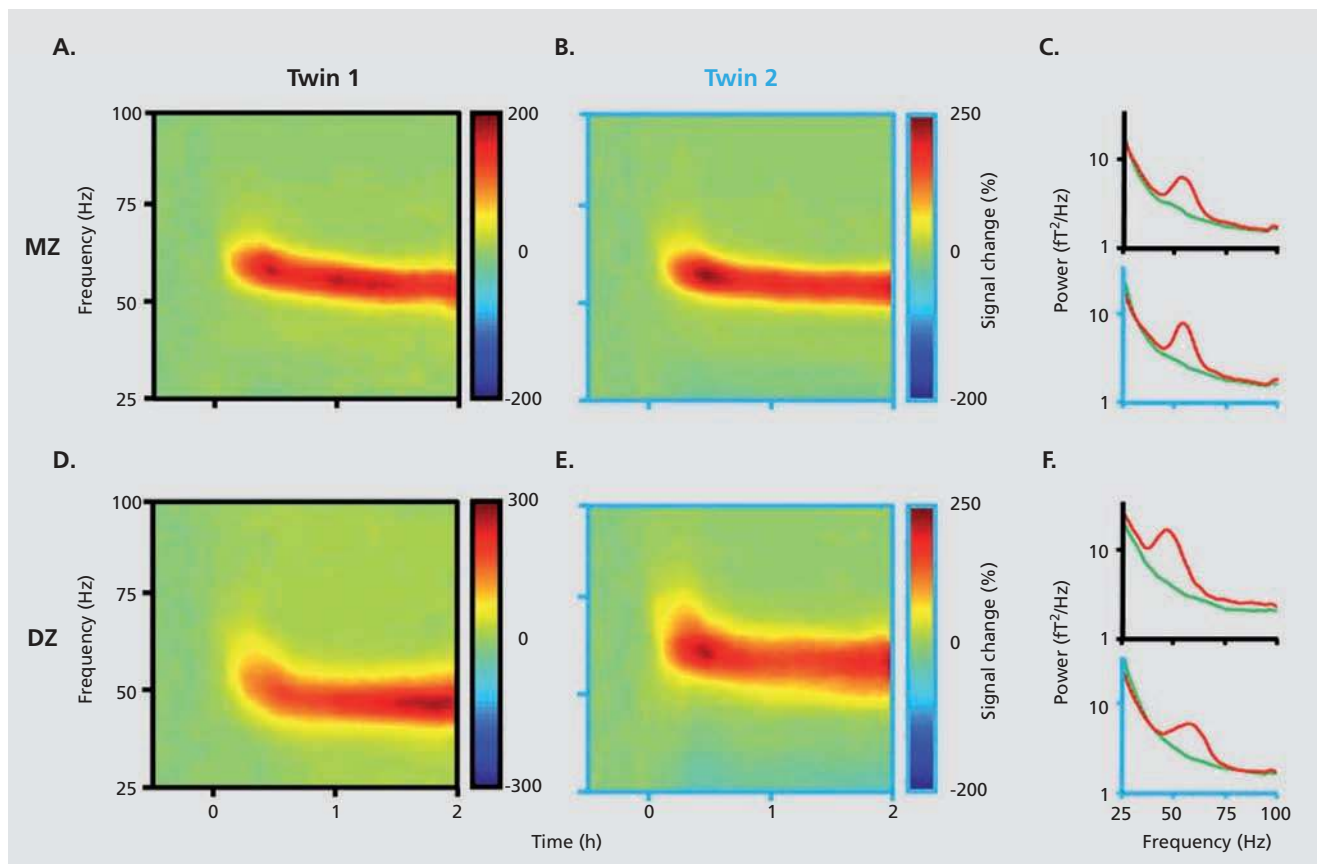 A.
B.
C.
Twin 1
Twin 2
MZ
Frequency (Hz)
100
75
50
25
200
0
-200
250
0
-200
Signal change (%)
Power (fT²/Hz)
10
1
10
1
D.
E.
F.
DZ
Frequency (Hz)
100
75
50
25
0
1
2
300
0
-300
0
1
2
250
0
-200
Signal change (%)
Time (h)
Power (fT²/Hz)
10
1
10
1
25
50
75
100
Frequency (Hz)